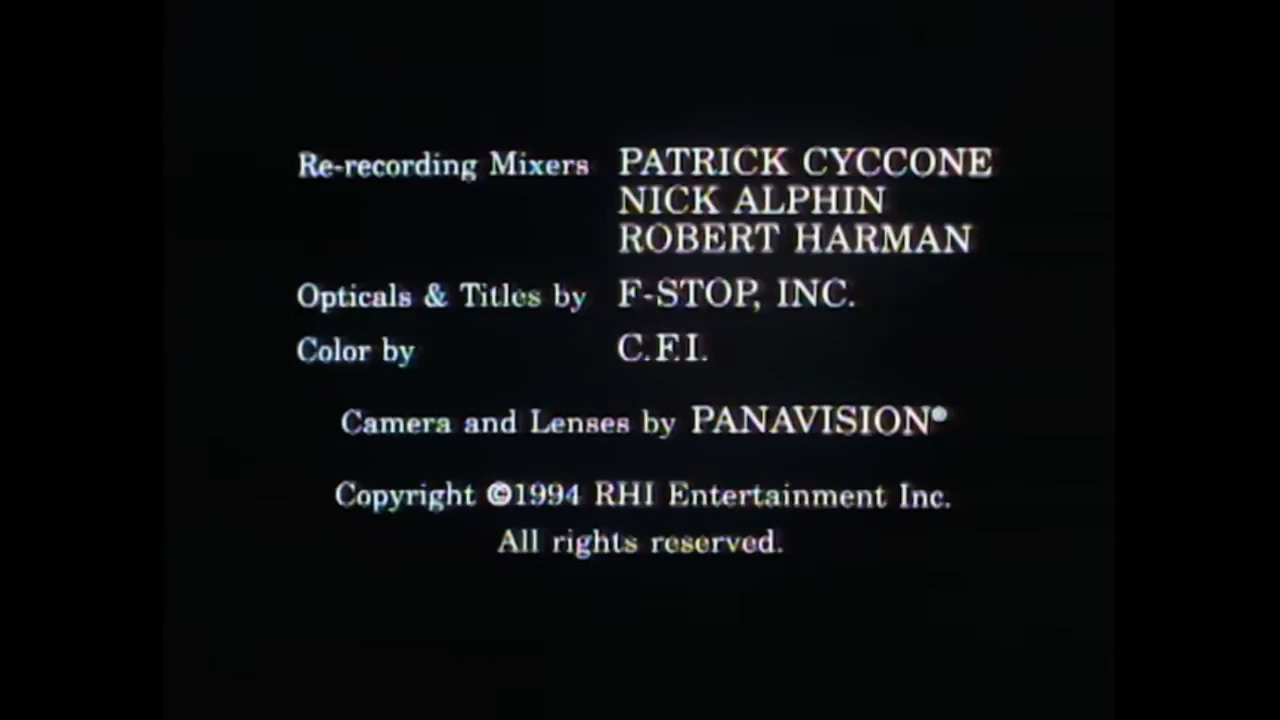 Re-recording Mixers PATRICK CYCCONE
NICK ALPHIN
ROBERT HARMAN
Opticals & Titles by F-STOP, INC.
Color by C.F.I.
Camera and Lenses by PANAVISION®
Copyright ©1994 RHI Entertainment Inc.
All rights reserved.